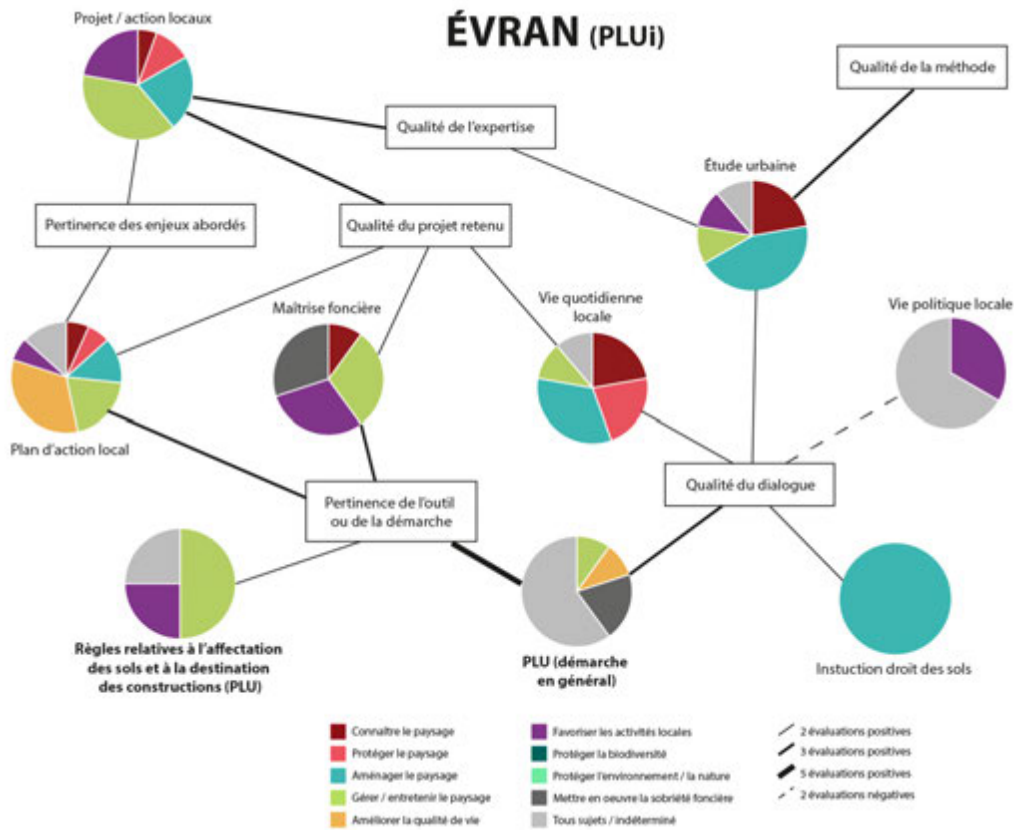 ÉVRAN (PLUi)
Projet / action locaux
Qualité de la méthode
Qualité de l'expertise
Étude urbaine
Pertinence des enjeux abordés
Qualité du projet retenu
Maîtrise foncière
Vie quotidienne
locale
Vie politique locale
Plan d'action local
Pertinence de l'outil
ou de la démarche
Qualité du dialogue
Règles relatives à l'affectation
des sols et à la destination
des constructions (PLU)
PLU (démarche
en général)
Instuction droit des sols
Connaître le paysage
Protéger le paysage
Aménager le paysage
Gérer / entretenir le paysage
Améliorer la qualité de vie
Favoriser les activités locales
Protéger la biodiversité
Protéger l'environnement / la nature
Mettre en oeuvre la sobriété foncière
Tous sujets / indéterminé
2 évaluations positives
3 évaluations positives
5 évaluations positives
2 évaluations négatives